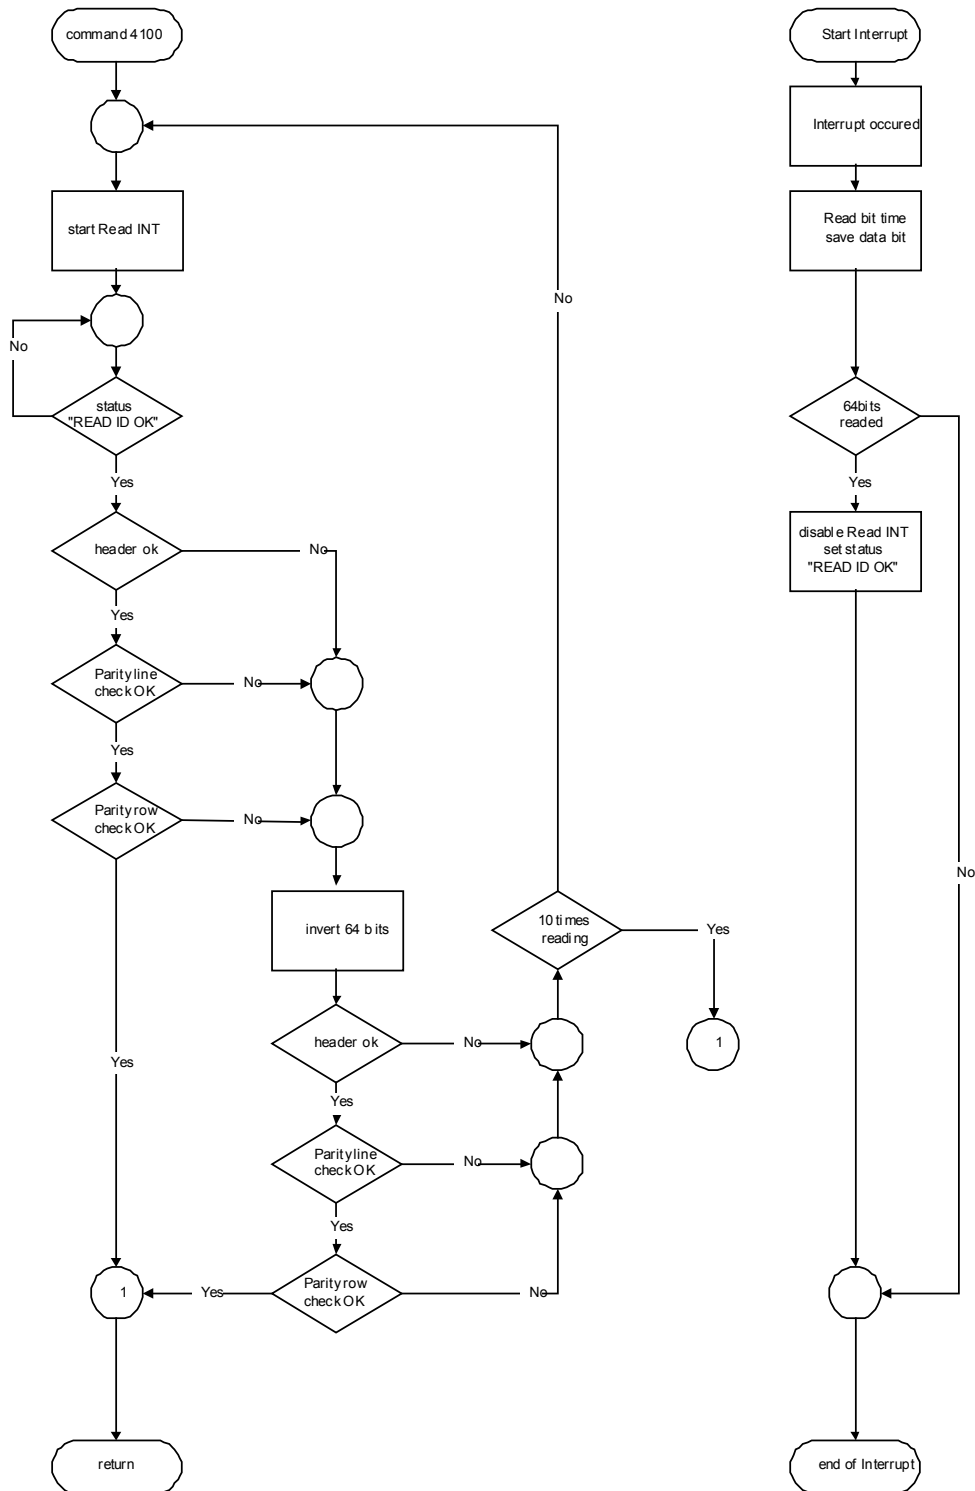 command 4100
start Read INT
No
status
"READ ID OK"
Yes
header ok
No
Yes
Parity line
check OK
No
Yes
Parity row
check OK
No
Yes
invert 64 bits
header ok
No
Yes
Parity line
check OK
No
Yes
Parity row
check OK
Yes
No
1
return
No
10 times
reading
Yes
1
Start Interrupt
Interrupt occured
Read bit time
save data bit
64bits
readed
Yes
No
disable Read INT
set status
"READ ID OK"
end of Interrupt